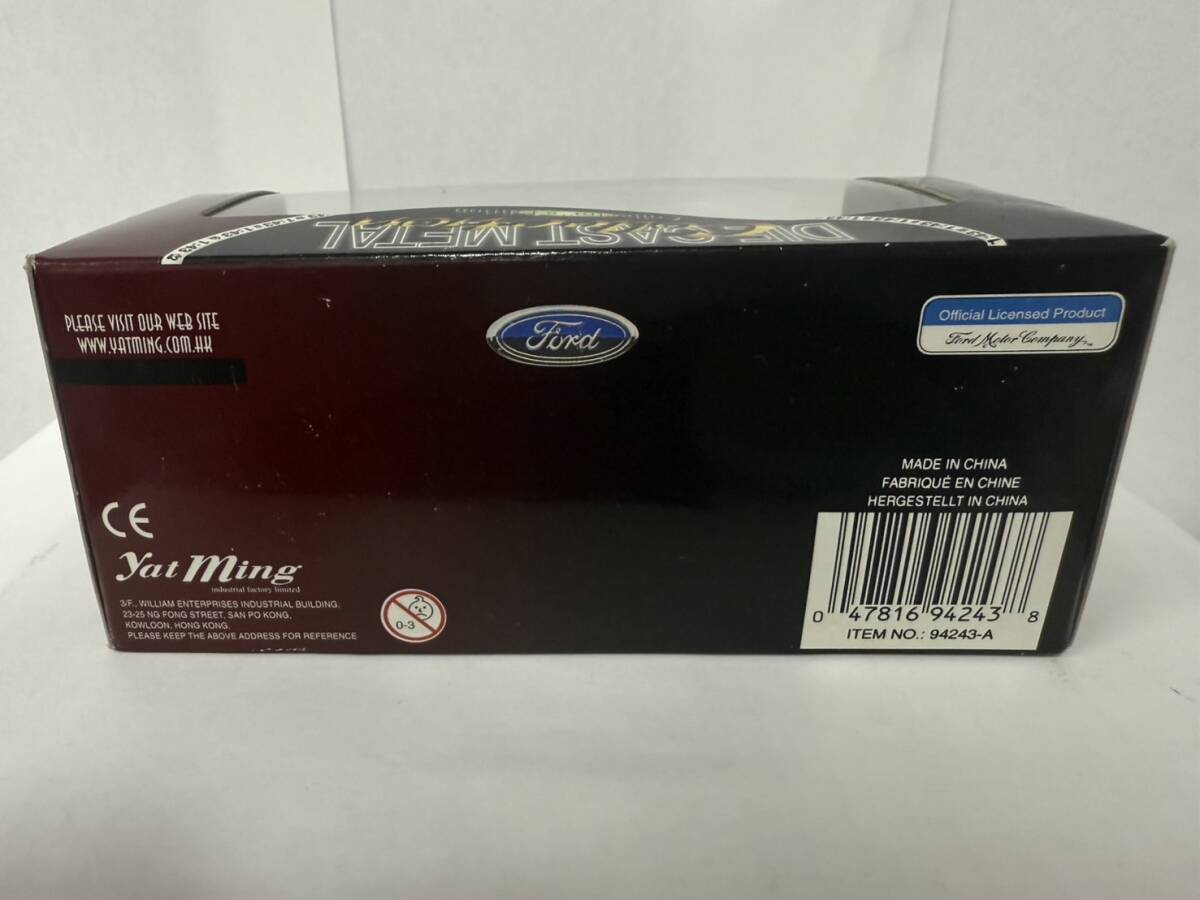 DIE CAST METAL
PLEASE VISIT OUR WEB SITE
WWW.YATMING.COM.HK
Ford
Official Licensed Product
Ford Motor Company
MADE IN CHINA
FABRIQUÉ EN CHINE
HERGESTELLT IN CHINA
CE
Yat Ming
industrial factory limited
3/F., WILLIAM ENTERPRISES INDUSTRIAL BUILDING,
23-25 NG FONG STREET, SAN PO KONG,
KOWLOON, HONG KONG.
PLEASE KEEP THE ABOVE ADDRESS FOR REFERENCE
0-3
0 47816 94243 8
ITEM NO.: 94243-A